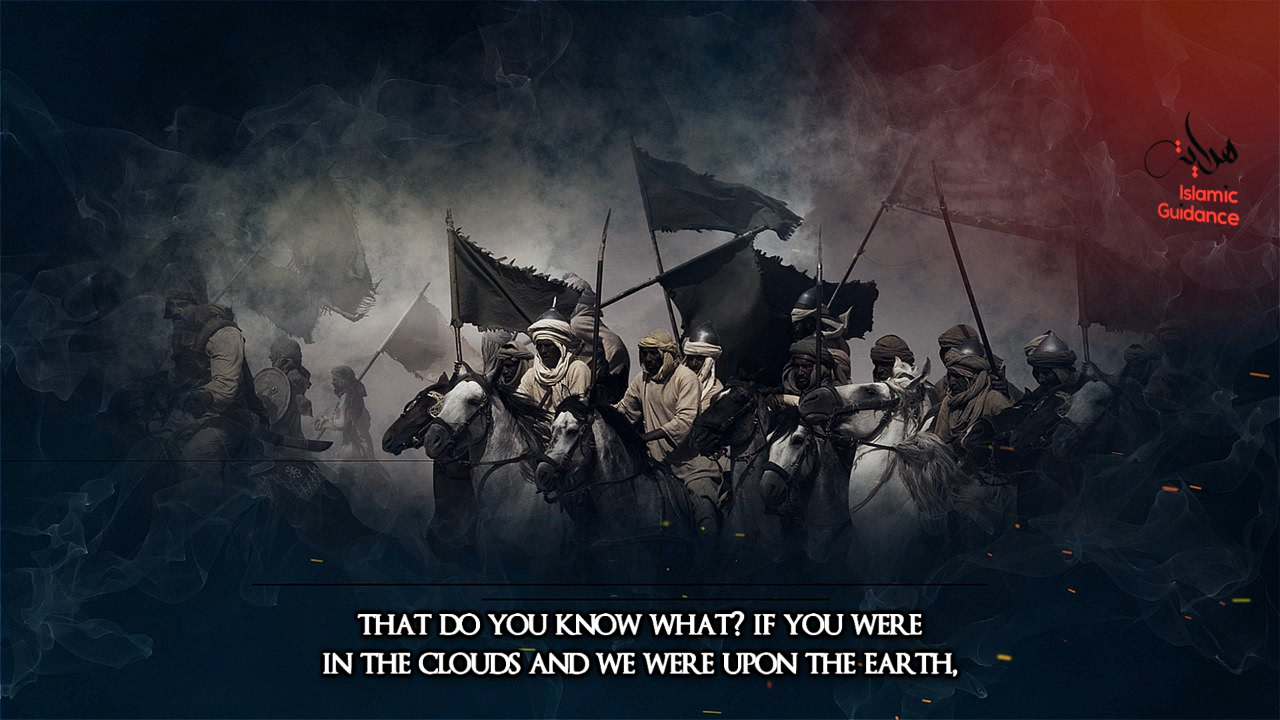 هداية
Islamic
Guidance
THAT DO YOU KNOW WHAT? IF YOU WERE
IN THE CLOUDS AND WE WERE UPON THE EARTH,